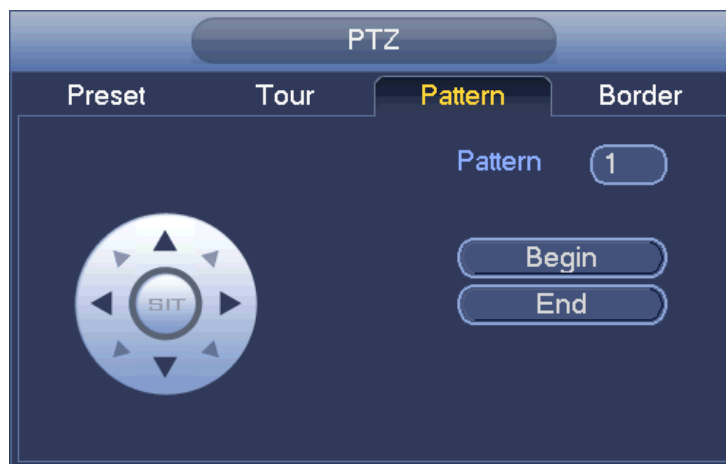 PTZ
Preset Tour Pattern Border
Pattern 1
Begin
SIT
End